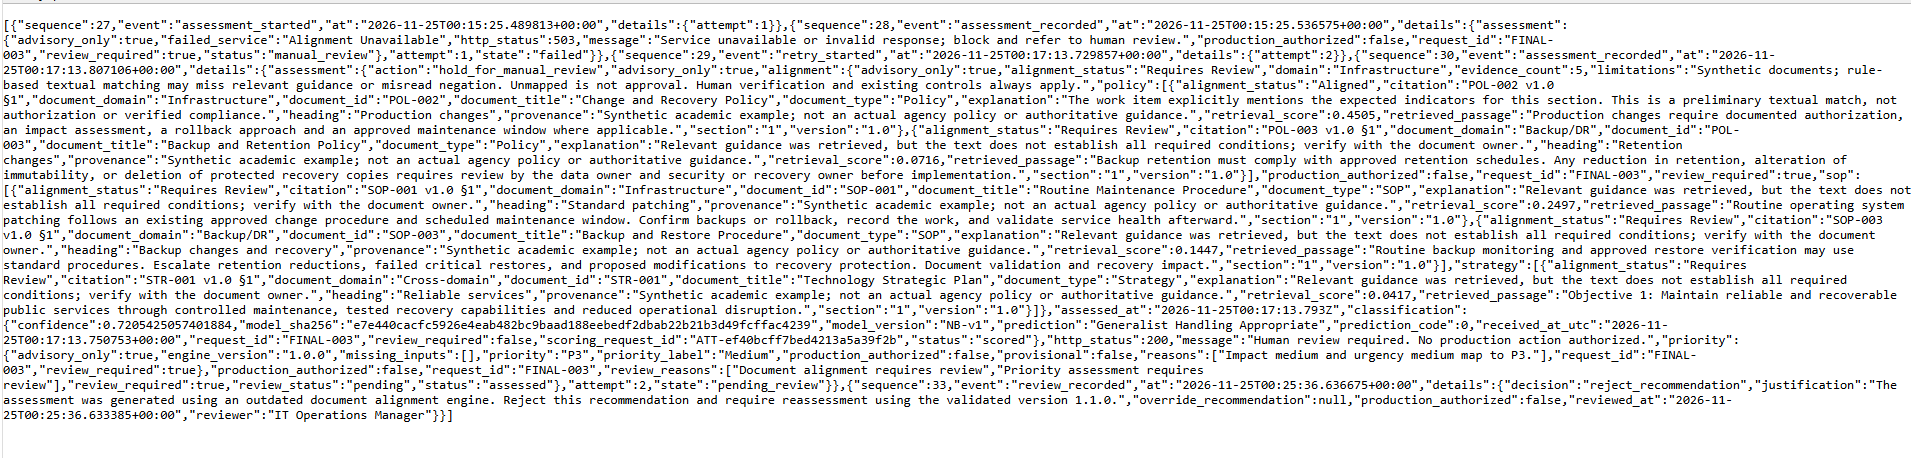 [{"sequence":27,"event":"assessment_started","at":"2026-11-25T00:15:25.489813+00:00","details":{"attempt":1}},{"sequence":28,"event":"assessment_recorded","at":"2026-11-25T00:15:25.536575+00:00","details":{"assessment":
{"advisory_only":true,"failed_service":"Alignment Unavailable","http_status":503,"message":"Service unavailable or invalid response; block and refer to human review.","production_authorized":false,"request_id":"FINAL-
003","review_required":true,"status":"manual_review"},"attempt":1,"state":"failed"}},{"sequence":29,"event":"retry_started","at":"2026-11-25T00:17:13.729857+00:00","details":{"attempt":2}},{"sequence":30,"event":"assessment_recorded","at":"2026-11-
25T00:17:13.807106+00:00","details":{"assessment":{"action":"hold_for_manual_review","advisory_only":true,"alignment":{"advisory_only":true,"alignment_status":"Requires Review","domain":"Infrastructure","evidence_count":5,"limitations":"Synthetic documents; rule-
based textual matching may miss relevant guidance or misread negation. Unmapped is not approval. Human verification and existing controls always apply.","policy":[{"alignment_status":"Aligned","citation":"POL-002 v1.0
§1","document_domain":"Infrastructure","document_id":"POL-002","document_title":"Change and Recovery Policy","document_type":"Policy","explanation":"The work item explicitly mentions the expected indicators for this section. This is a preliminary textual match, not
authorization or verified compliance.","heading":"Production changes","provenance":"Synthetic academic example; not an actual agency policy or authoritative guidance.","retrieval_score":0.4505,"retrieved_passage":"Production changes require documented authorization,
an impact assessment, a rollback approach and an approved maintenance window where applicable.","section":"1","version":"1.0"},{"alignment_status":"Requires Review","citation":"POL-003 v1.0 §1","document_domain":"Backup/DR","document_id":"POL-
003","document_title":"Backup and Retention Policy","document_type":"Policy","explanation":"Relevant guidance was retrieved, but the text does not establish all required conditions; verify with the document owner.","heading":"Retention
changes","provenance":"Synthetic academic example; not an actual agency policy or authoritative guidance.","retrieval_score":0.0716,"retrieved_passage":"Backup retention must comply with approved retention schedules. Any reduction in retention, alteration of
immutability, or deletion of protected recovery copies requires review by the data owner and security or recovery owner before implementation.","section":"1","version":"1.0"}],"production_authorized":false,"request_id":"FINAL-003","review_required":true,"sop":
[{"alignment_status":"Requires Review","citation":"SOP-001 v1.0 §1","document_domain":"Infrastructure","document_id":"SOP-001","document_title":"Routine Maintenance Procedure","document_type":"SOP","explanation":"Relevant guidance was retrieved, but the text does not
establish all required conditions; verify with the document owner.","heading":"Standard patching","provenance":"Synthetic academic example; not an actual agency policy or authoritative guidance.","retrieval_score":0.2497,"retrieved_passage":"Routine operating system
patching follows an existing approved change procedure and scheduled maintenance window. Confirm backups or rollback, record the work, and validate service health afterward.","section":"1","version":"1.0"},{"alignment_status":"Requires Review","citation":"SOP-003
v1.0 §1","document_domain":"Backup/DR","document_id":"SOP-003","document_title":"Backup and Restore Procedure","document_type":"SOP","explanation":"Relevant guidance was retrieved, but the text does not establish all required conditions; verify with the document
owner.","heading":"Backup changes and recovery","provenance":"Synthetic academic example; not an actual agency policy or authoritative guidance.","retrieval_score":0.1447,"retrieved_passage":"Routine backup monitoring and approved restore verification may use
standard procedures. Escalate retention reductions, failed critical restores, and proposed modifications to recovery protection. Document validation and recovery impact.","section":"1","version":"1.0"}],"strategy":[{"alignment_status":"Requires
Review","citation":"STR-001 v1.0 §1","document_domain":"Cross-domain","document_id":"STR-001","document_title":"Technology Strategic Plan","document_type":"Strategy","explanation":"Relevant guidance was retrieved, but the text does not establish all required
conditions; verify with the document owner.","heading":"Reliable services","provenance":"Synthetic academic example; not an actual agency policy or authoritative guidance.","retrieval_score":0.0417,"retrieved_passage":"Objective 1: Maintain reliable and recoverable
public services through controlled maintenance, tested recovery capabilities and reduced operational disruption.","section":"1","version":"1.0"}]},"assessed_at":"2026-11-25T00:17:13.793Z","classification":
{"confidence":0.7205425057401884,"model_sha256":"e7e440cacfc5926e4eab482bc9baad188eebedf2dbab22b21b3d49fcffac4239","model_version":"NB-v1","prediction":"Generalist Handling Appropriate","prediction_code":0,"received_at_utc":"2026-11-
25T00:17:13.750753+00:00","request_id":"FINAL-003","review_required":false,"scoring_request_id":"ATT-ef40bcff7bed4213a5a39f2b","status":"scored"},"http_status":200,"message":"Human review required. No production action authorized.","priority":
{"advisory_only":true,"engine_version":"1.0.0","missing_inputs":[],"priority":"P3","priority_label":"Medium","production_authorized":false,"provisional":false,"reasons":["Impact medium and urgency medium map to P3."],"request_id":"FINAL-
003","review_required":true},"production_authorized":false,"request_id":"FINAL-003","review_reasons":["Document alignment requires review","Priority assessment requires
review"],"review_required":true,"review_status":"pending","status":"assessed"},"attempt":2,"state":"pending_review"}},{"sequence":33,"event":"review_recorded","at":"2026-11-25T00:25:36.636675+00:00","details":{"decision":"reject_recommendation","justification":"The
assessment was generated using an outdated document alignment engine. Reject this recommendation and require reassessment using the validated version 1.1.0.","override_recommendation":null,"production_authorized":false,"reviewed_at":"2026-11-
25T00:25:36.633385+00:00","reviewer":"IT Operations Manager"}}]